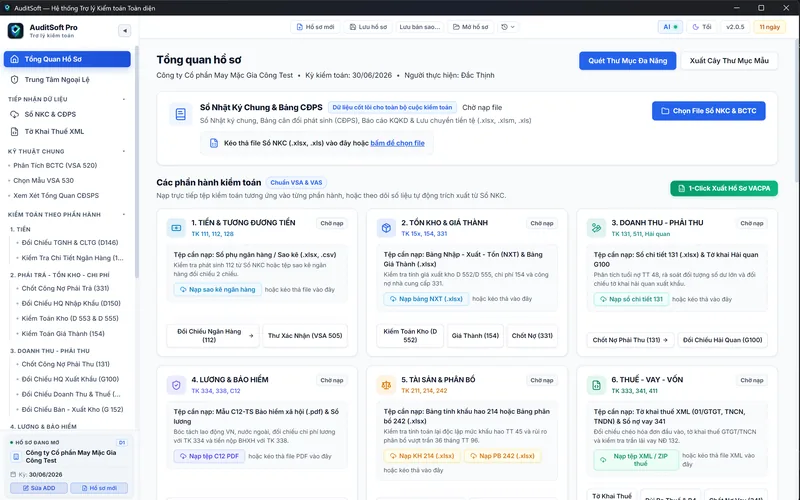 AuditSoft — Hệ thống Trợ lý Kiểm toán Toàn diện
AuditSoft Pro
Trợ lý kiểm toán
Hồ sơ mới
Lưu hồ sơ
Lưu bản sao...
Mở hồ sơ
AI
Tối
v2.0.5
11 ngày
Tổng Quan Hồ Sơ
Trung Tâm Ngoại Lệ
TIẾP NHẬN DỮ LIỆU
Sổ NKC & CĐPS
Tờ Khai Thuế XML
KỸ THUẬT CHUNG
Phân Tích BCTC (VSA 520)
Chọn Mẫu VSA 530
Xem Xét Tổng Quan CĐSPS
KIỂM TOÁN THEO PHẦN HÀNH
1. TIỀN
Đối Chiếu TGNH & CLTG (D146)
Kiểm Tra Chi Tiết Ngân Hàng (1...
2. PHẢI TRẢ - TỒN KHO - CHI PHÍ
Chốt Công Nợ Phải Trả (331)
Đối Chiếu HQ Nhập Khẩu (D150)
Kiểm Toán Kho (D 553 & D 555)
Kiểm Toán Giá Thành (154)
3. DOANH THU - PHẢI THU
Chốt Công Nợ Phải Thu (131)
Đối Chiếu HQ Xuất Khẩu (G100)
Đối Chiếu Doanh Thu & Thuế (...
Đối Chiếu Bán - Xuất Kho (G 152)
4. LƯƠNG & BẢO HIỂM
HỒ SƠ ĐANG MỞ
D1
Công ty Cổ phần May Mặc Gia Công Test
Kỳ: 30/06/2026
Sửa ADD
Hồ sơ mới
Tổng quan hồ sơ
Công ty Cổ phần May Mặc Gia Công Test • Kỳ kiểm toán: 30/06/2026 • Người thực hiện: Đắc Thịnh
Quét Thư Mục Đa Năng
Xuất Cây Thư Mục Mẫu
Sổ Nhật Ký Chung & Bảng CĐPS
Dữ liệu cốt lõi cho toàn bộ cuộc kiểm toán
Chờ nạp file
Sổ Nhật ký chung, Bảng cân đối phát sinh (CĐPS), Báo cáo KQKD & Lưu chuyển tiền tệ (.xlsx, .xlsm, .xls)
Chọn File Sổ NKC & BCTC
Kéo thả file Sổ NKC (.xlsx, .xls) vào đây hoặc bấm để chọn file
Các phần hành kiểm toán
Chuẩn VSA & VAS
Nạp trực tiếp tệp kiểm toán tương ứng vào từng phần hành, hoặc theo dõi số liệu tự động trích xuất từ Sổ NKC.
1-Click Xuất Hồ Sơ VACPA
1. TIỀN & TƯƠNG ĐƯƠNG TIỀN
Chờ nạp
TK 111, 112, 128
Tệp cần nạp: Sổ phụ ngân hàng / Sao kê (.xlsx, .csv)
Kiểm tra phát sinh 112 từ Sổ NKC hoặc tệp sao kê ngân hàng đối chiếu 2 chiều.
Nạp sao kê ngân hàng
hoặc kéo thả file vào đây
Đối Chiếu Ngân Hàng (112)
Thư Xác Nhận (VSA 505)
2. TỒN KHO & GIÁ THÀNH
Chờ nạp
TK 15x, 154, 331
Tệp cần nạp: Bảng Nhập - Xuất - Tồn (NXT) & Bảng Giá Thành (.xlsx)
Kiểm tra tính giá xuất kho D 552/D 555, chi phí 154 và công nợ nhà cung cấp 331.
Nạp bảng NXT (.xlsx)
hoặc kéo thả file vào đây
Kiểm Toán Kho (D 552)
Giá Thành (154)
Chốt Nợ (331)
3. DOANH THU - PHẢI THU
Chờ nạp
TK 131, 511, Hải quan
Tệp cần nạp: Số chi tiết 131 (.xlsx) & Tờ khai Hải quan G100
Phân tích tuổi nợ TT 48, rà soát đối tượng số dư lớn và đối chiếu tờ khai hải quan xuất khẩu.
Nạp số chi tiết 131
hoặc kéo thả file vào đây
Chốt Nợ Phải Thu (131)
Đối Chiếu Hải Quan (G100)
4. LƯƠNG & BẢO HIỂM
Chờ nạp
TK 334, 338, C12
Tệp cần nạp: Mẫu C12-TS Bảo hiểm xã hội (.pdf) & Sổ lương
Bóc tách lao động VN, nước ngoài, đối chiếu chi phí lương với TK 334 và tiền nộp BHXH với TK 338.
Nạp tệp C12 PDF
hoặc kéo thả file PDF vào đây
5. TÀI SẢN & PHÂN BỔ
Chờ nạp
TK 211, 214, 242
Tệp cần nạp: Bảng tính khấu hao 214 hoặc Bảng phân bổ 242 (.xlsx)
Kiểm tra tính toán lại độc lập mức khấu hao TT 45 và rủi ro phân bổ vượt trần 36 tháng TT 96.
Nạp KH 214 (.xlsx)
Nạp PB 242 (.xlsx)
hoặc kéo thả file vào đây
6. THUẾ - VAY - VỐN
Chờ nạp
TK 333, 341, 411
Tệp cần nạp: Tờ khai thuế XML (01/GTGT, TNCN, TNDN) & Sổ nợ vay 341
Đối chiếu chéo hóa đơn đầu vào, tờ khai thuế GTGT/TNCN và kiểm tra trần lãi vay NĐ 132.
Nạp tệp XML / ZIP thuế
hoặc kéo thả file XML vào đây
Tờ Khai Thuế